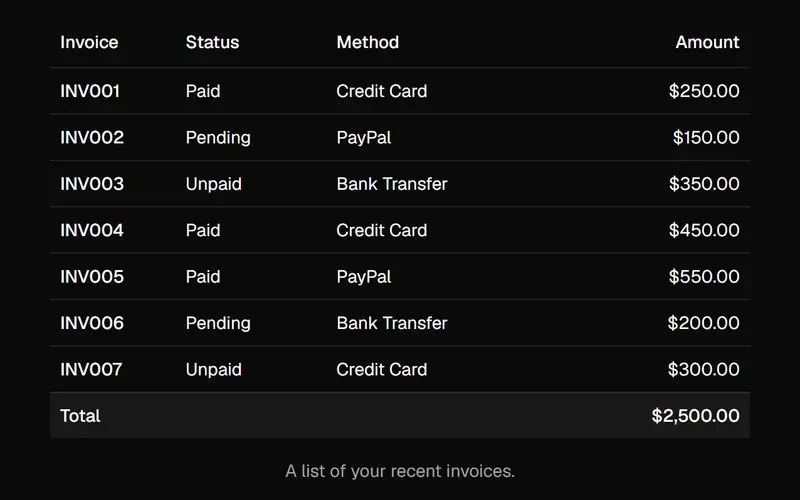 Invoice Status Method Amount
INV001 Paid Credit Card $250.00
INV002 Pending PayPal $150.00
INV003 Unpaid Bank Transfer $350.00
INV004 Paid Credit Card $450.00
INV005 Paid PayPal $550.00
INV006 Pending Bank Transfer $200.00
INV007 Unpaid Credit Card $300.00
Total $2,500.00
A list of your recent invoices.